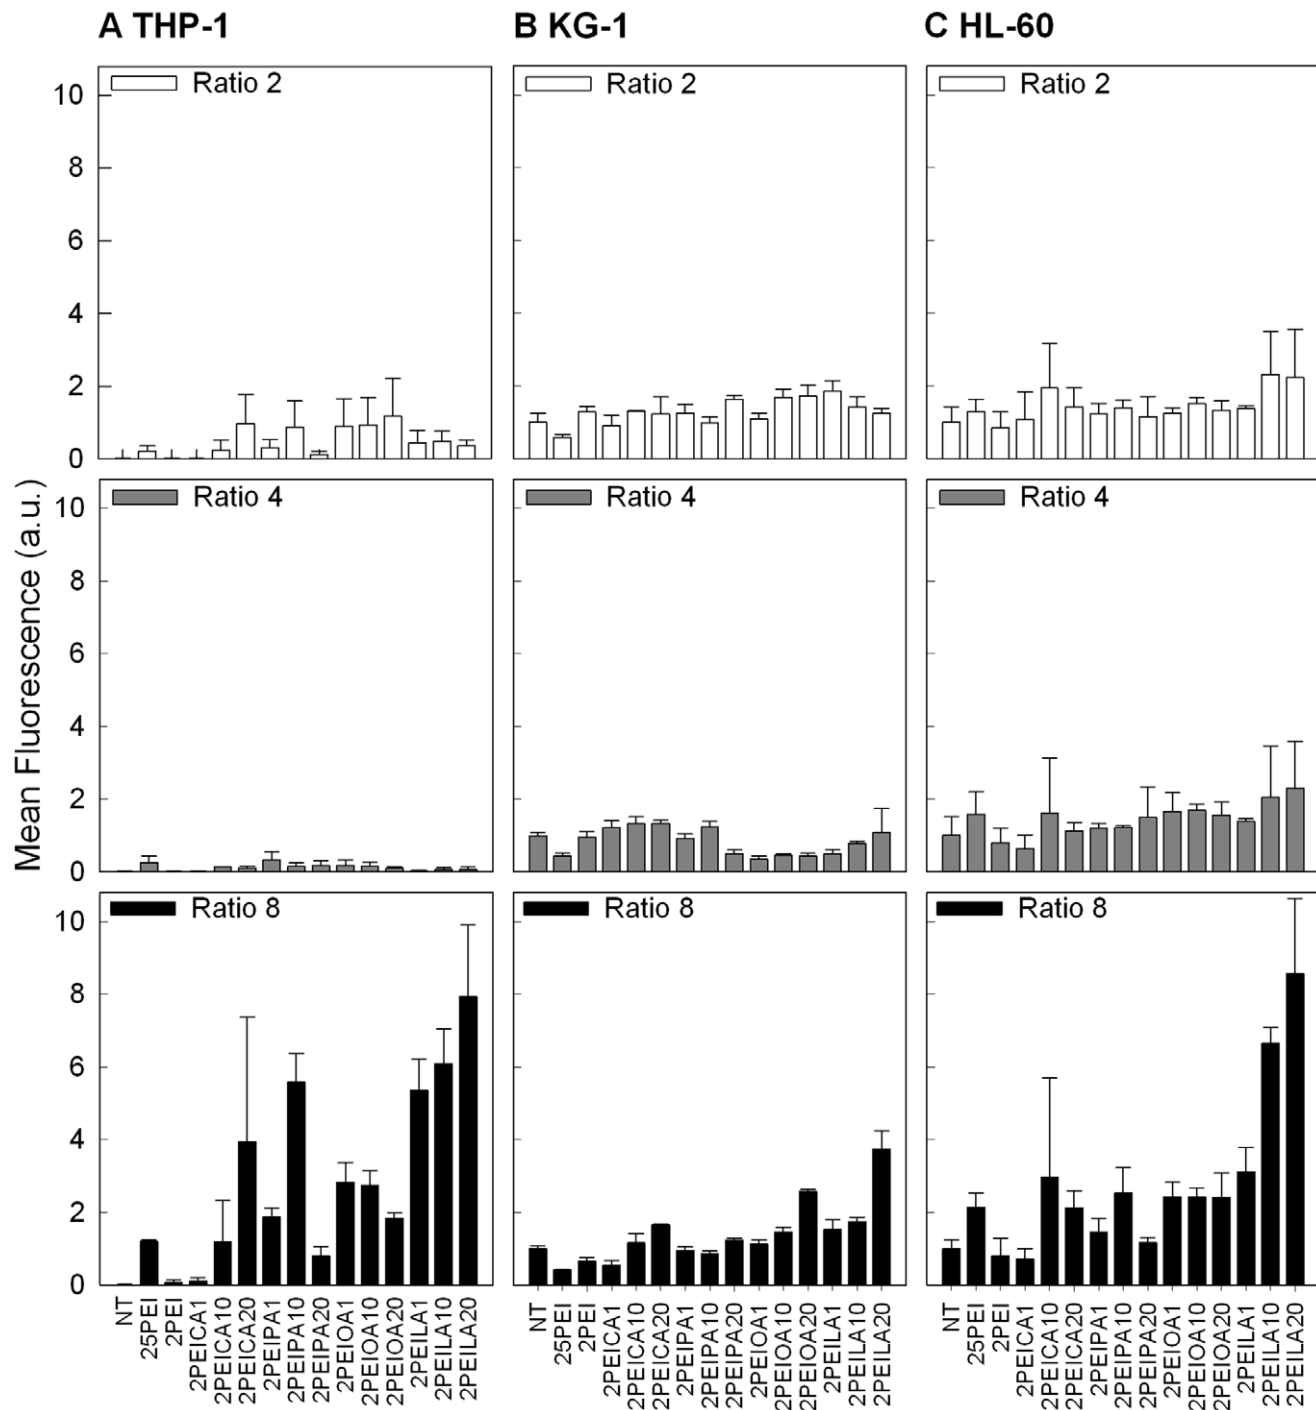 A THP-1
B KG-1
C HL-60
Ratio 2
Ratio 2
Ratio 2
10
8
6
4
2
0
Ratio 4
Ratio 4
Ratio 4
10
8
6
4
2
0
Mean Fluorescence (a.u.)
Ratio 8
Ratio 8
Ratio 8
10
8
6
4
2
0
NT
25PEI
2PEI
2PEICA1
2PEICA10
2PEICA20
2PEIPA1
2PEIPA10
2PEIPA20
2PEIOA1
2PEIOA10
2PEIOA20
2PEILA1
2PEILA10
2PEILA20
NT
25PEI
2PEI
2PEICA1
2PEICA10
2PEICA20
2PEIPA1
2PEIPA10
2PEIPA20
2PEIOA1
2PEIOA10
2PEIOA20
2PEILA1
2PEILA10
2PEILA20
NT
25PEI
2PEI
2PEICA1
2PEICA10
2PEICA20
2PEIPA1
2PEIPA10
2PEIPA20
2PEIOA1
2PEIOA10
2PEIOA20
2PEILA1
2PEILA10
2PEILA20